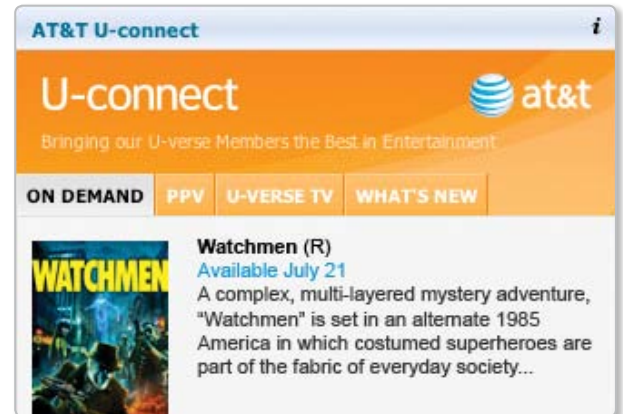 AT&T U-connect
i
U-connect
at&t
Bringing our U-verse Members the Best in Entertainment
ON DEMAND PPV U-VERSE TV WHAT'S NEW
WATCHMEN
Watchmen (R)
Available July 21
A complex, multi-layered mystery adventure,
“Watchmen” is set in an alternate 1985
America in which costumed superheroes are
part of the fabric of everyday society...